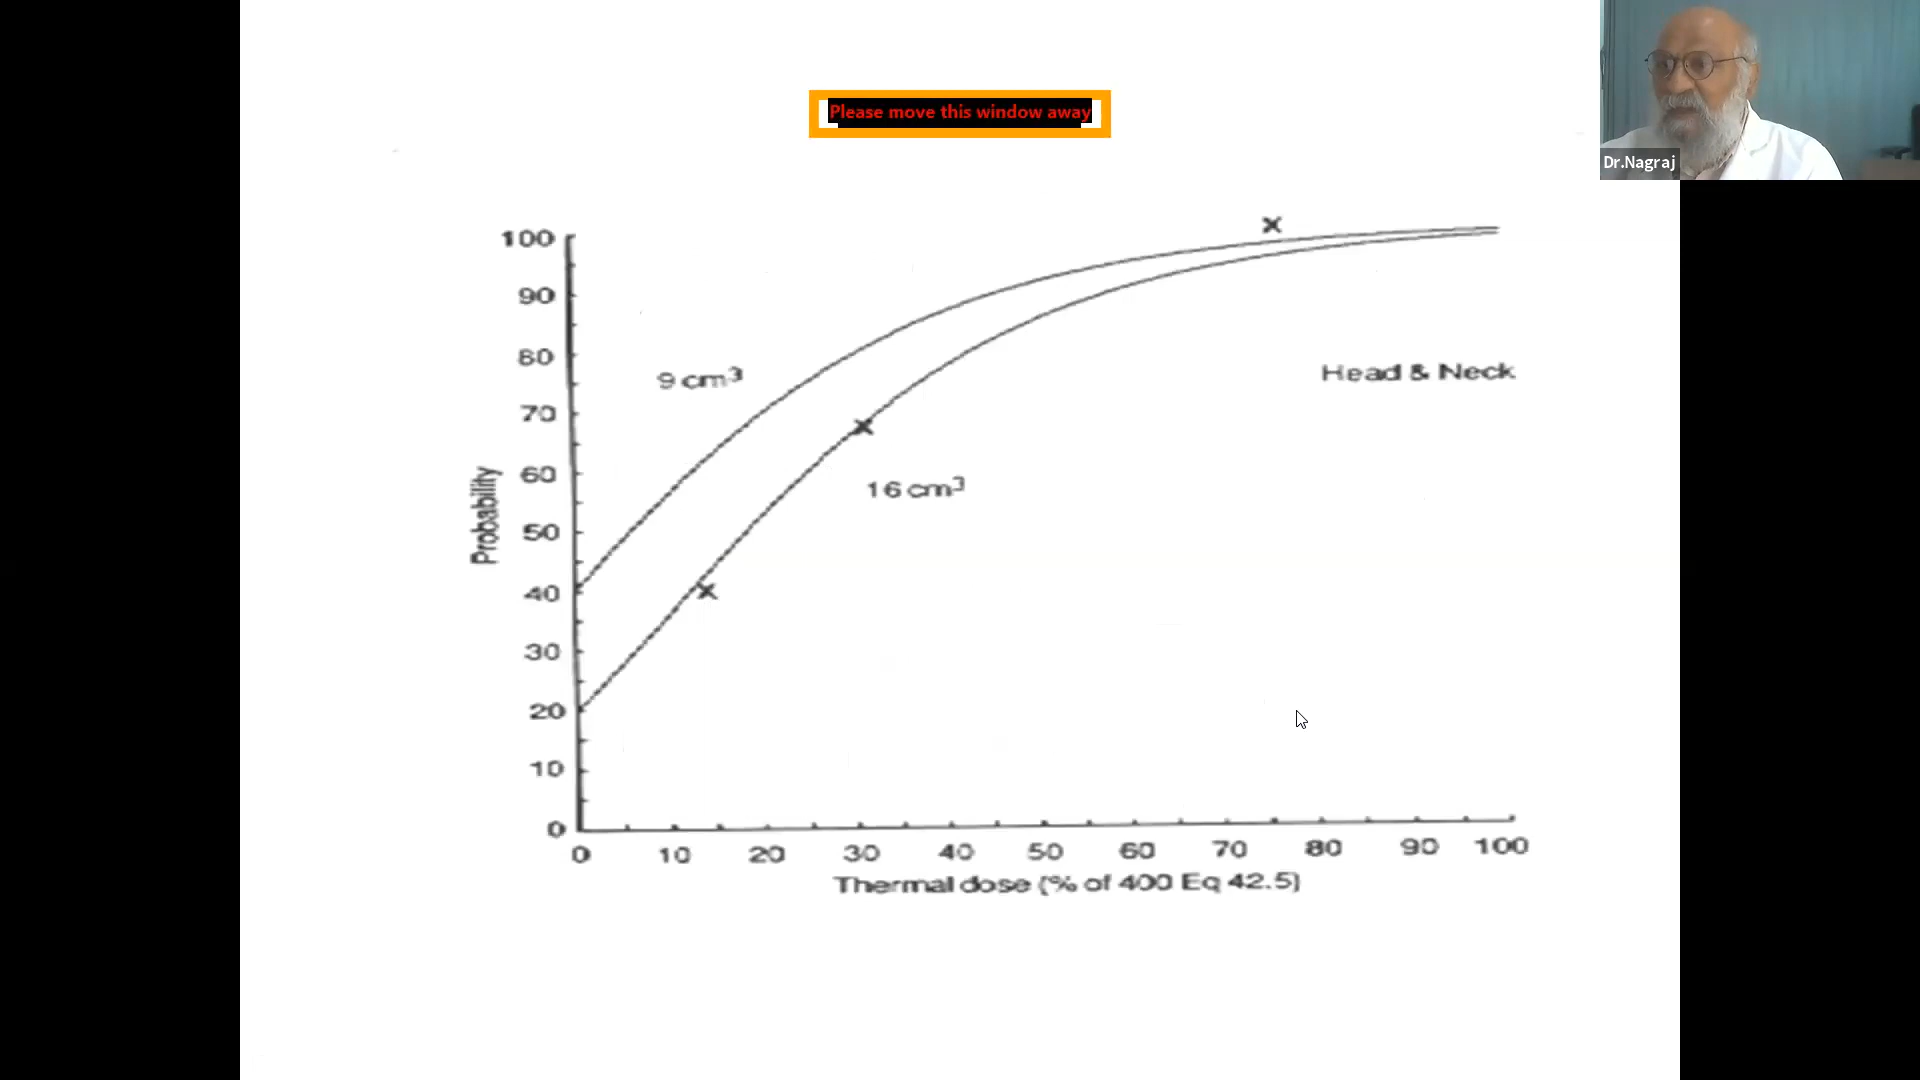 Please move this window away
Dr.Nagraj
100
90
80
70
60
50
40
30
20
10
0
Probability
9 cm³
16 cm³
Head & Neck
0 10 20 30 40 50 60 70 80 90 100
Thermal dose (% of 400 Eq 42.5)